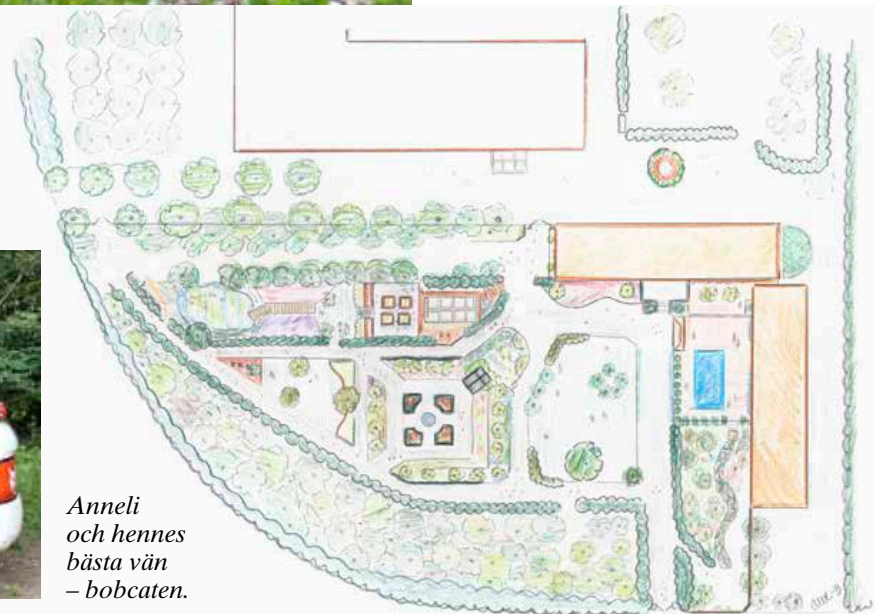 Anneli
och hennes
bästa vän
– bobcaten.